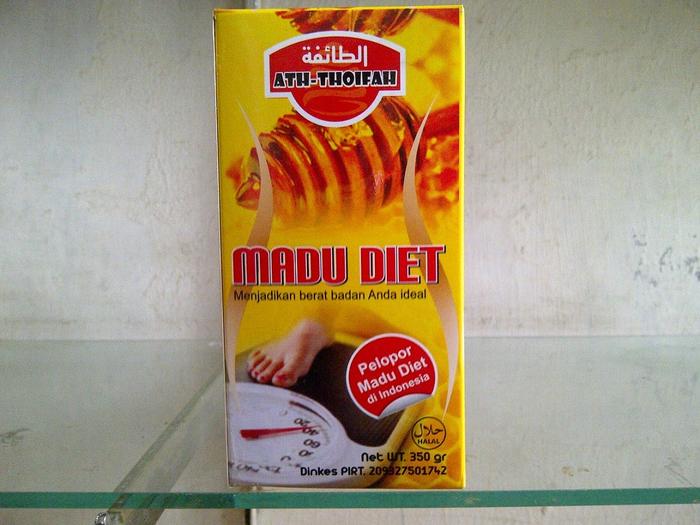 الطائفة
ATH-THOIFAH
MADU DIET
Menjadikan berat badan Anda ideal
Pelopor
Madu Diet
di Indonesia
حلال
HALAL
Net WT. 350 gr
Dinkes PIRT. 209327501742